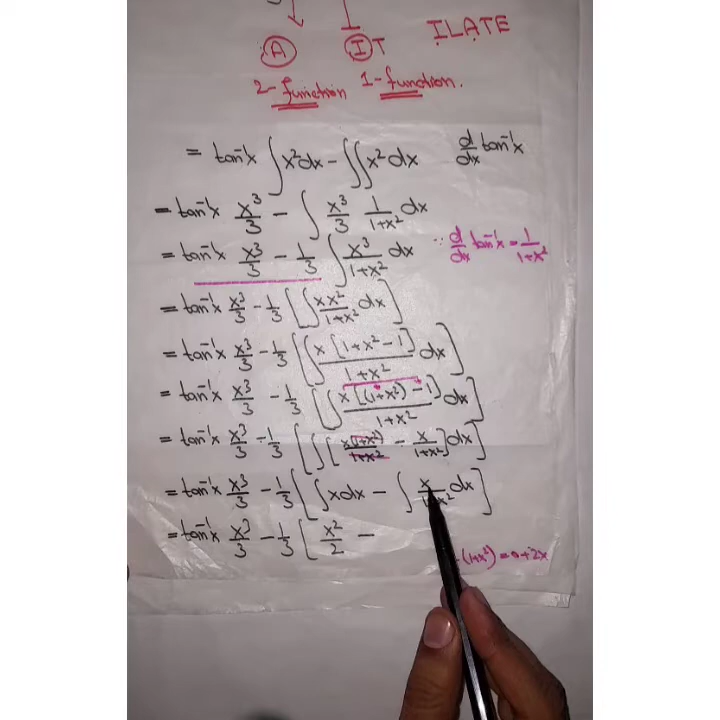 ILATE
(A) (I)T
2-function 1-function.
= tan⁻¹x ∫x²dx - ∫∫x²dx d/dx tan⁻¹x
= tan⁻¹x x³/3 - ∫ x³/3 1/1+x² dx
= tan⁻¹x x³/3 - 1/3 ∫ x³/1+x² dx ∵ d/dx tan⁻¹x = 1/1+x²
= tan⁻¹x x³/3 - 1/3 [∫ xx²/1+x² dx]
= tan⁻¹x x³/3 - 1/3 [∫ x[1+x²-1]/1+x² dx]
= tan⁻¹x x³/3 - 1/3 [∫ x[(1+x²)-1]/1+x² dx]
= tan⁻¹x x³/3 - 1/3 [∫[x(1+x²)/1+x² - x/1+x²]dx]
= tan⁻¹x x³/3 - 1/3 [∫xdx - ∫ x/1+x² dx]
= tan⁻¹x x³/3 - 1/3 [x²/2 -
(1+x²) = 0+2x